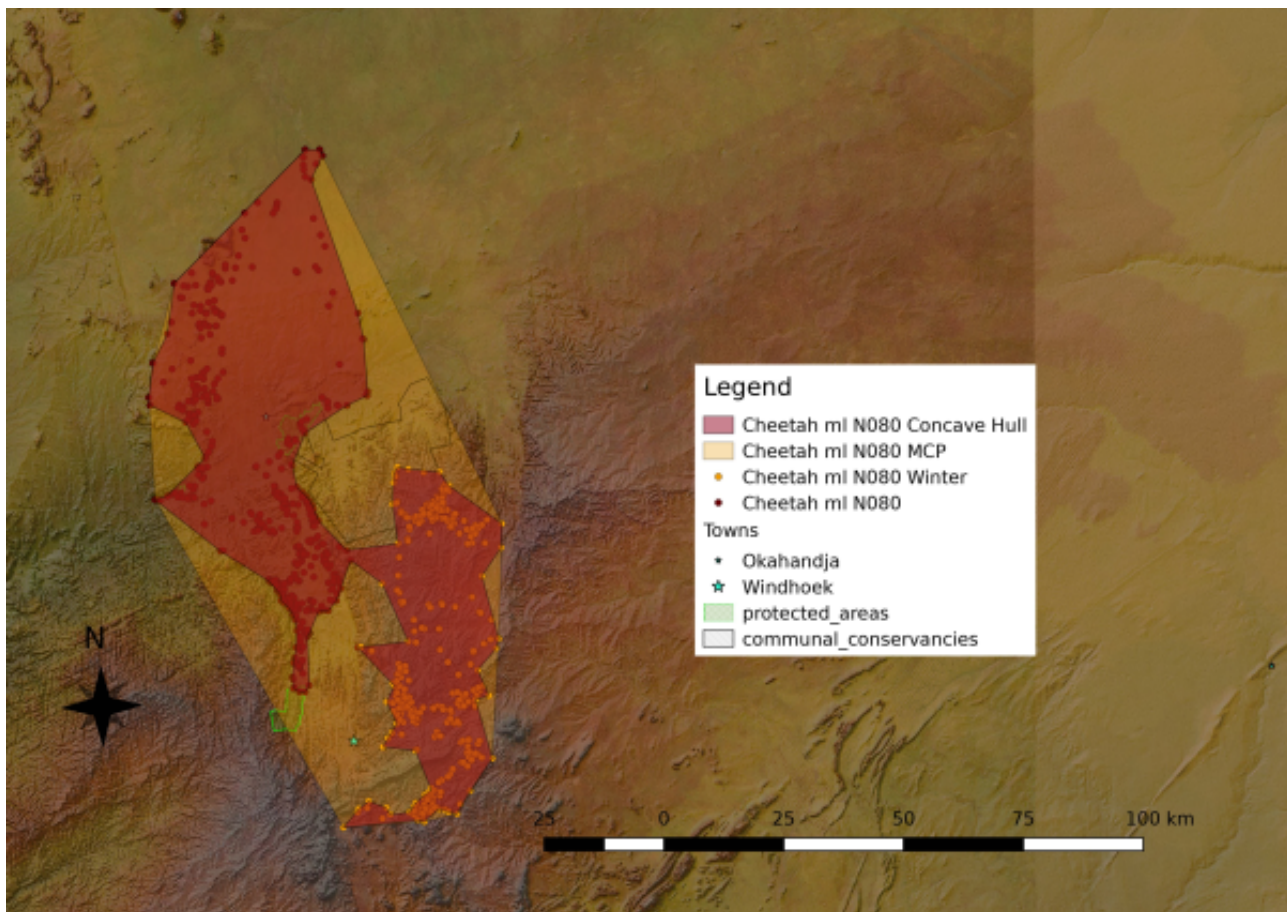 Legend
Cheetah ml N080 Concave Hull
Cheetah ml N080 MCP
Cheetah ml N080 Winter
Cheetah ml N080
Towns
Okahandja
Windhoek
protected_areas
communal_conservancies
N
25 0 25 50 75 100 km